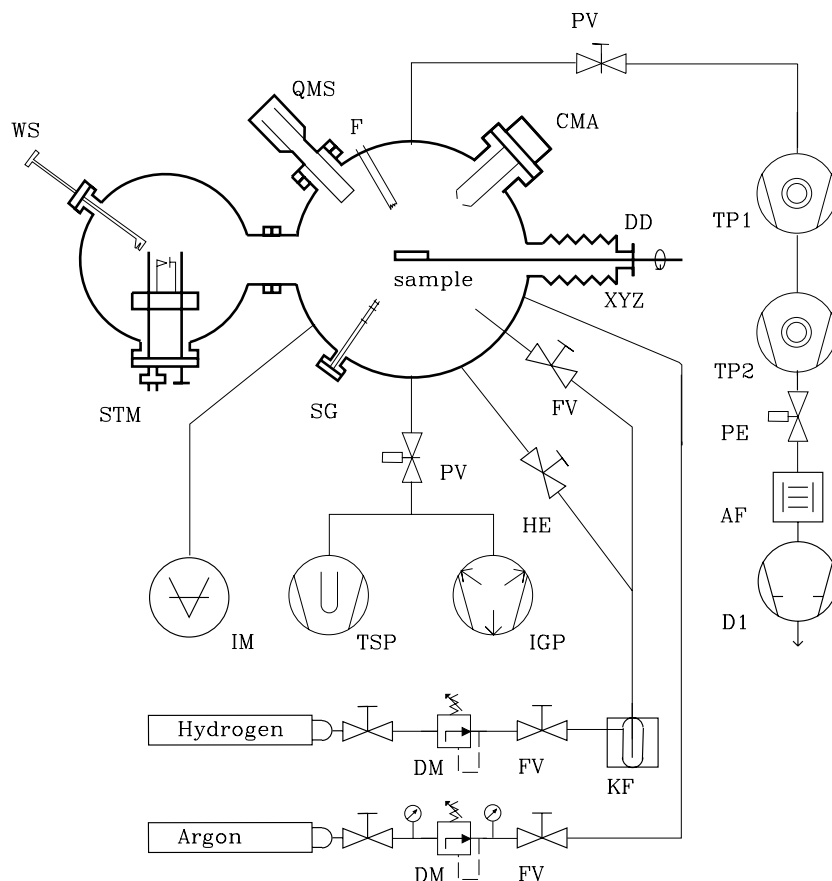 PV
QMS
F
CMA
WS
TP1
DD
sample
XYZ
TP2
STM
SG
FV
PV
PE
HE
AF
IM
TSP
IGP
D1
Hydrogen
DM
FV
KF
Argon
DM
FV